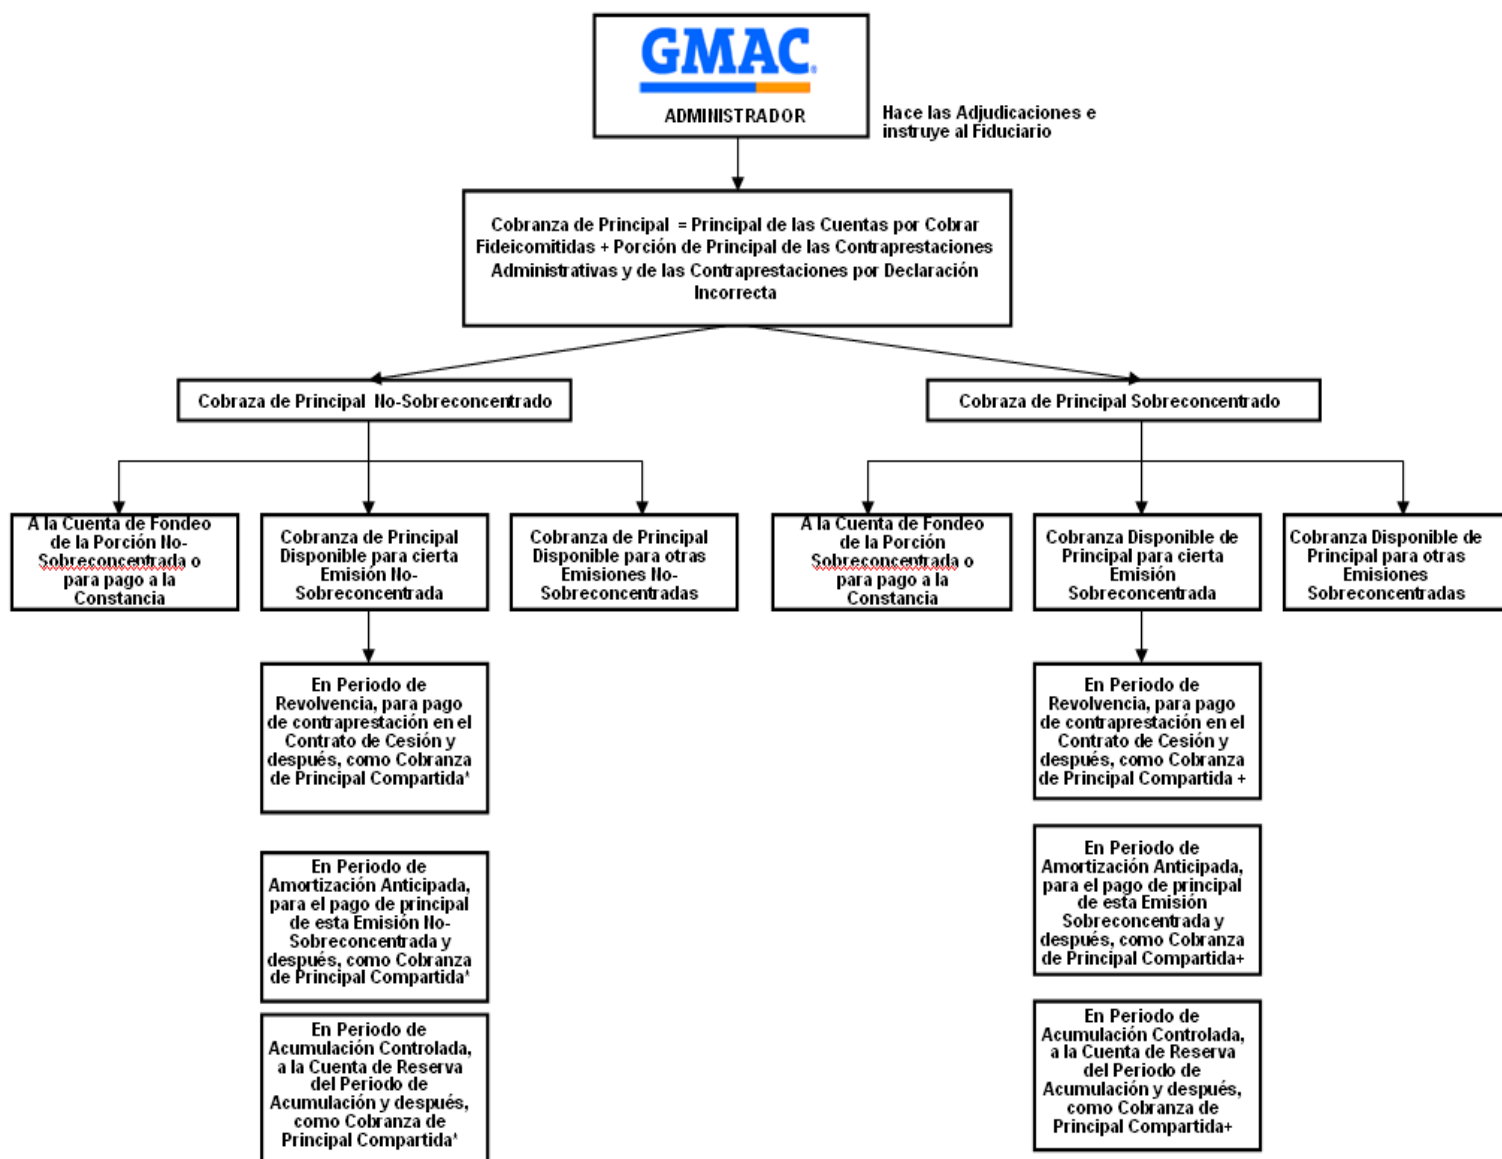 GMAC
ADMINISTRADOR
Hace las Adjudicaciones e
instruye al Fiduciario
Cobranza de Principal = Principal de las Cuentas por Cobrar
Fideicomitidas + Porción de Principal de las Contraprestaciones
Administrativas y de las Contraprestaciones por Declaración
Incorrecta
Cobraza de Principal No-Sobreconcentrado
Cobraza de Principal Sobreconcentrado
A la Cuenta de Fondeo
de la Porción No-
Sobreconcentrada o
para pago a la
Constancia
Cobranza de Principal
Disponible para cierta
Emisión No-
Sobreconcentrada
Cobranza de Principal
Disponible para otras
Emisiones No-
Sobreconcentradas
A la Cuenta de Fondeo
de la Porción
Sobreconcentrada o
para pago a la
Constancia
Cobranza Disponible de
Principal para cierta
Emisión
Sobreconcentrada
Cobranza Disponible de
Principal para otras
Emisiones
Sobreconcentradas
En Periodo de
Revolvencia, para pago
de contraprestación en el
Contrato de Cesión y
después, como Cobranza
de Principal Compartida*
En Periodo de
Revolvencia, para pago
de contraprestación en el
Contrato de Cesión y
después, como Cobranza
de Principal Compartida +
En Periodo de
Amortización Anticipada,
para el pago de principal
de esta Emisión No-
Sobreconcentrada y
después, como Cobranza
de Principal Compartida*
En Periodo de
Amortización Anticipada,
para el pago de principal
de esta Emisión
Sobreconcentrada y
después, como Cobranza
de Principal Compartida+
En Periodo de
Acumulación Controlada,
a la Cuenta de Reserva
del Periodo de
Acumulación y después,
como Cobranza de
Principal Compartida*
En Periodo de
Acumulación Controlada,
a la Cuenta de Reserva
del Periodo de
Acumulación y después,
como Cobranza de
Principal Compartida+